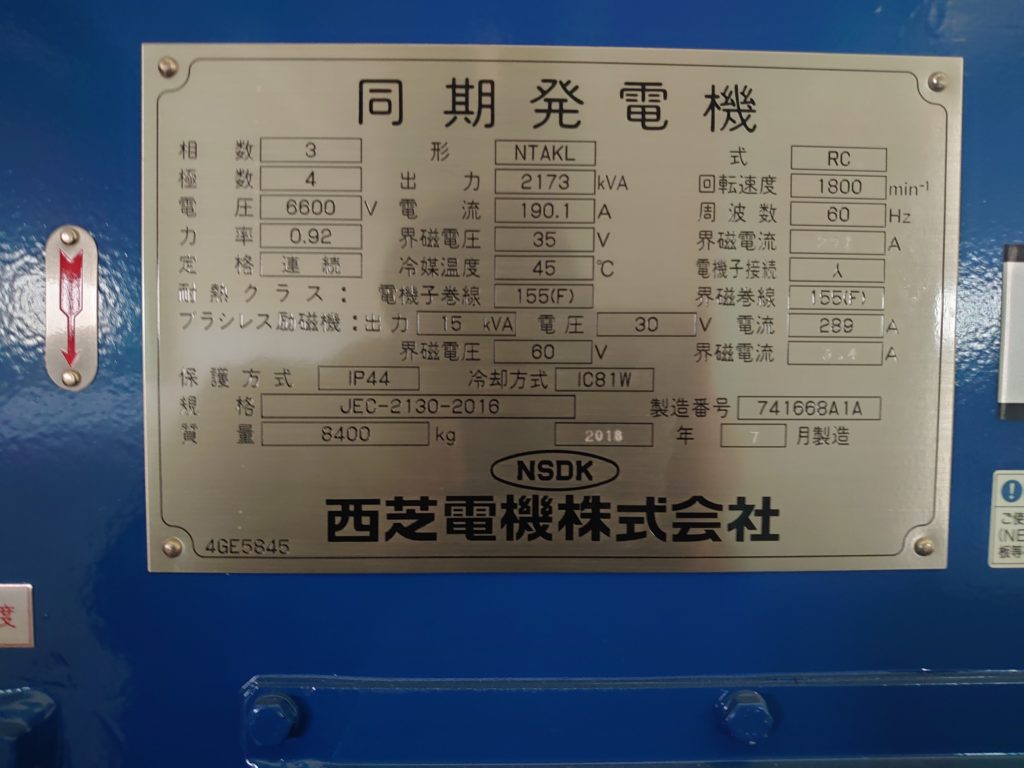 同期発電機
相数 3 形 NTAKL 式 RC
極数 4 出力 2173 kVA 回転速度 1800 min⁻¹
電圧 6600 V 電流 190.1 A 周波数 60 Hz
力率 0.92 界磁電圧 35 V 界磁電流 A
定格 連続 冷媒温度 45 ℃ 電機子接続 人
耐熱クラス： 電機子巻線 155(F) 界磁巻線 155(F)
ブラシレス励磁機：出力 15 kVA 電圧 30 V 電流 289 A
界磁電圧 60 V 界磁電流 A
保護方式 IP44 冷却方式 IC81W
規格 JEC-2130-2016 製造番号 741668A1A
質量 8400 kg 2018 年 7 月製造
NSDK
西芝電機株式会社
4GE5845
度
ご使
(NE
板等